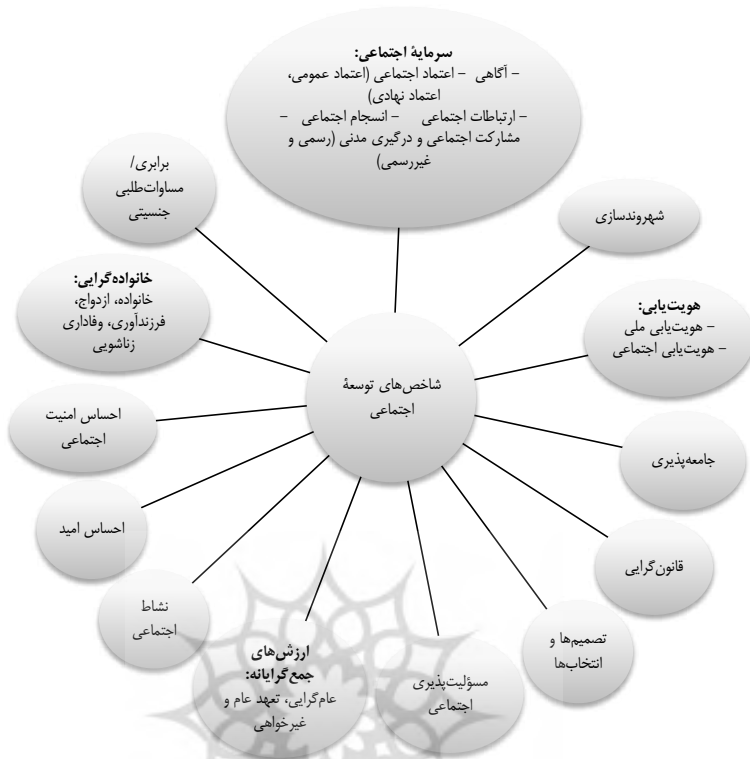 سرمایهٔ اجتماعی:
– آگاهی – اعتماد اجتماعی (اعتماد عمومی،
اعتماد نهادی)
– ارتباطات اجتماعی – انسجام اجتماعی –
مشارکت اجتماعی و درگیری مدنی (رسمی و
غیررسمی)
شهروندسازی
هویت‌یابی:
– هویت‌یابی ملی
– هویت‌یابی اجتماعی
جامعه‌پذیری
قانون‌گرایی
تصمیم‌ها و
انتخاب‌ها
مسؤلیت‌پذیری
اجتماعی
ارزش‌های
جمع‌گرایانه:
عام‌گرایی، تعهد عام و
غیرخواهی
نشاط
اجتماعی
احساس امید
احساس امنیت
اجتماعی
خانواده‌گرایی:
خانواده، ازدواج،
فرزندآوری، وفاداری
زناشویی
برابری/
مساوات‌طلبی
جنسیتی
شاخص‌های توسعهٔ
اجتماعی